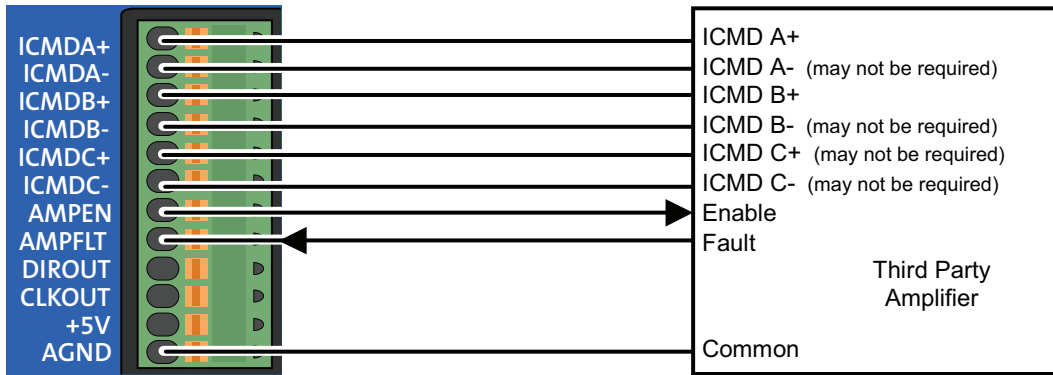 ICMDA+
ICMDA-
ICMDB+
ICMDB-
ICMDC+
ICMDC-
AMPEN
AMPFLT
DIROUT
CLKOUT
+5V
AGND
ICMD A+
ICMD A- (may not be required)
ICMD B+
ICMD B- (may not be required)
ICMD C+ (may not be required)
ICMD C- (may not be required)
Enable
Fault
Third Party
Amplifier
Common